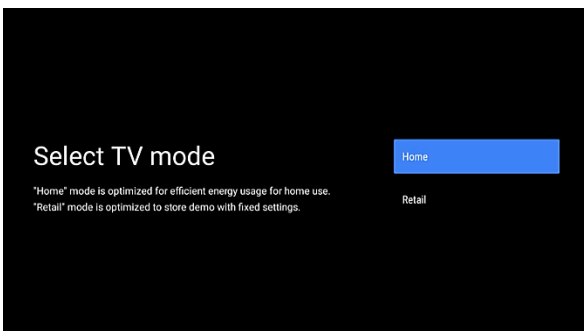 Select TV mode
"Home" mode is optimized for efficient energy usage for home use.
"Retail" mode is optimized to store demo with fixed settings.
Home
Retail